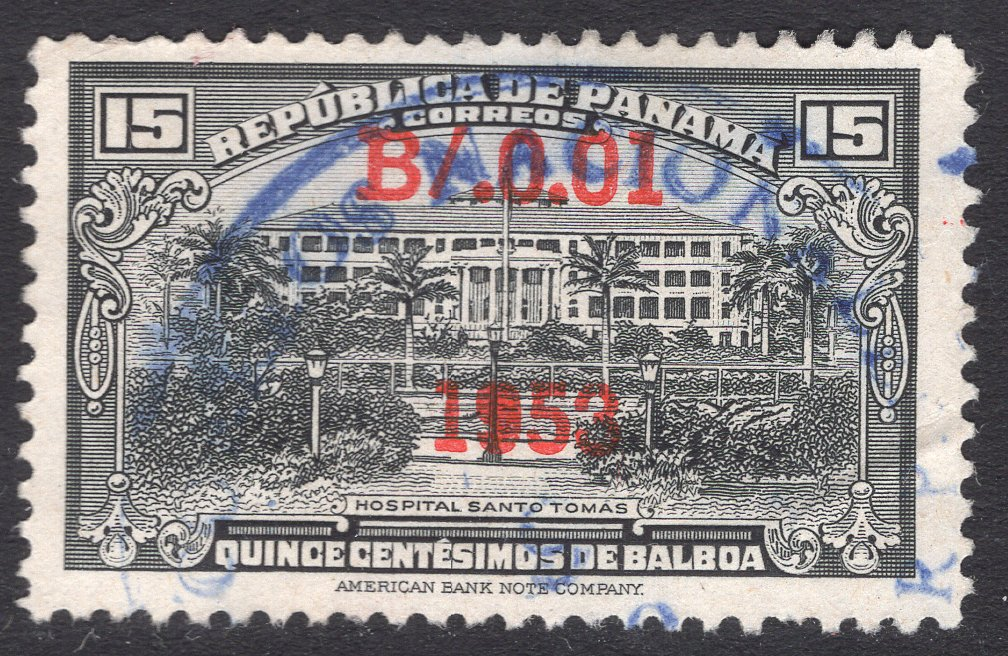 REPÚBLICA DE PANAMA
CORREOS
15 15
B/.0.01
1953
HOSPITAL SANTO TOMAS
QUINCE CENTÉSIMOS DE BALBOA
AMERICAN BANK NOTE COMPANY.